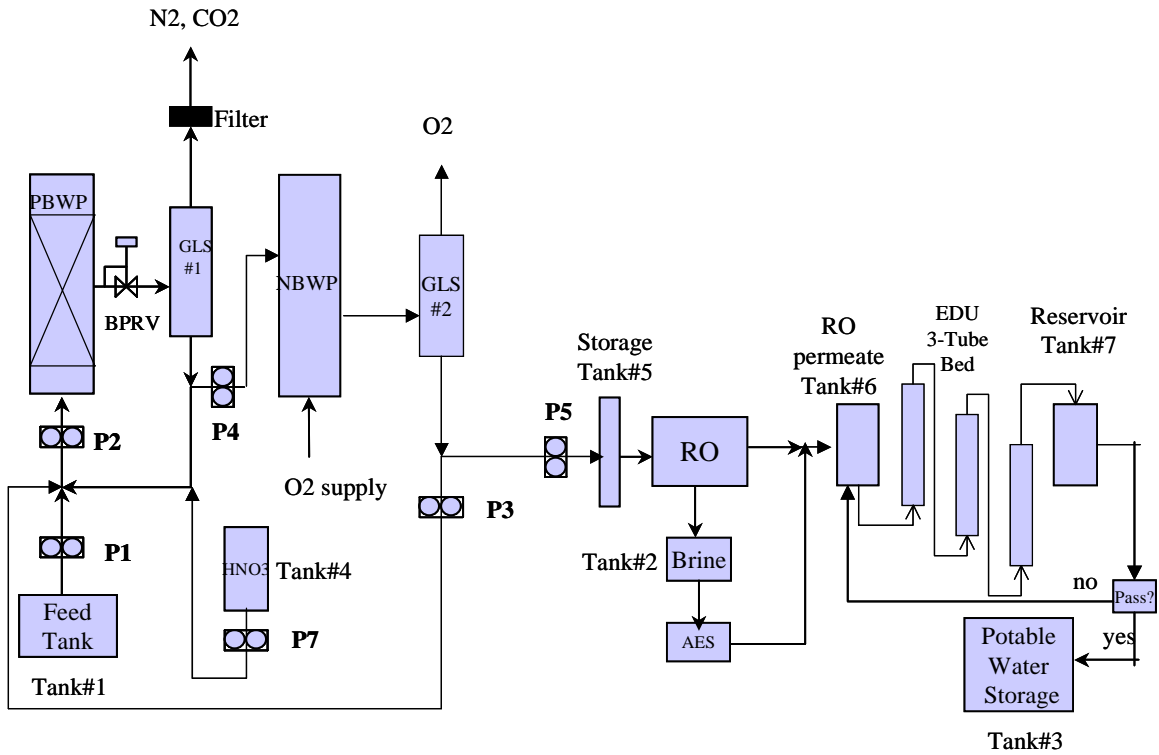 N2, CO2
Filter
O2
PBWP
GLS
#1
BPRV
NBWP
GLS
#2
P2
P4
O2 supply
P1
HNO3
Tank#4
P7
Feed
Tank
Tank#1
P3
P5
Storage
Tank#5
RO
Tank#2
Brine
AES
RO
permeate
Tank#6
EDU
3-Tube
Bed
Reservoir
Tank#7
no
Pass?
yes
Potable
Water
Storage
Tank#3